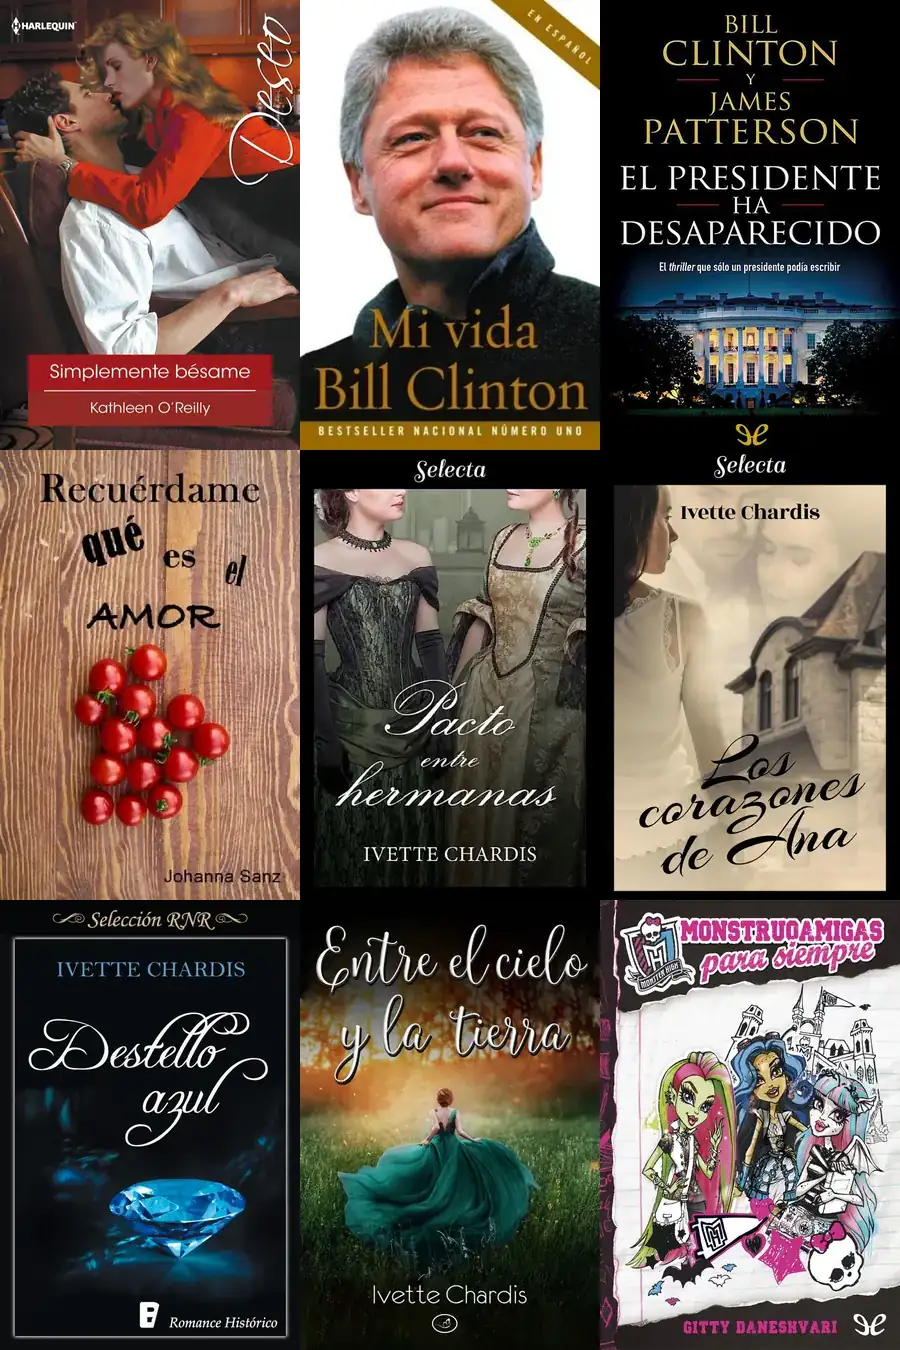 HARLEQUIN
Deseo
Simplemente bésame
Kathleen O'Reilly
EN ESPAÑOL
Mi vida
Bill Clinton
BESTSELLER NACIONAL NÚMERO UNO
BILL
CLINTON
Y
JAMES
PATTERSON
EL PRESIDENTE
HA
DESAPARECIDO
El thriller que sólo un presidente podía escribir
Recuérdame
qué
es
el
AMOR
Johanna Sanz
Selecta
Pacto
entre
hermanas
IVETTE CHARDIS
Selecta
Ivette Chardis
Los
corazones
de Ana
Selección RNR
IVETTE CHARDIS
Destello
azul
B
Romance Histórico
Entre el cielo
y la tierra
Ivette Chardis
MONSTRUOAMIGAS
para siempre
MONSTER HIGH
MH
GITTY DANESHVARI